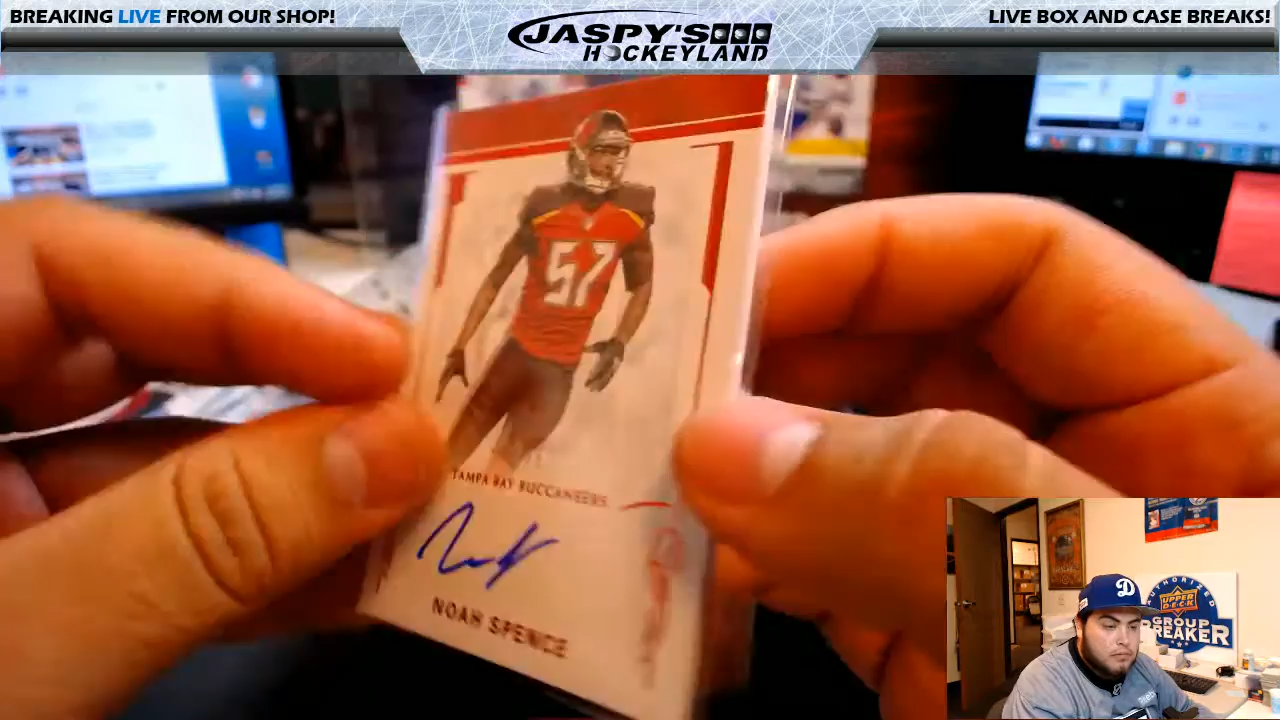 BREAKING LIVE FROM OUR SHOP!
JASPY'S
HOCKEYLAND
LIVE BOX AND CASE BREAKS!
57
TAMPA BAY BUCCANEERS
NOAH SPENCE
D
AUTHORIZED
UPPER DECK
GROUP
BREAKER